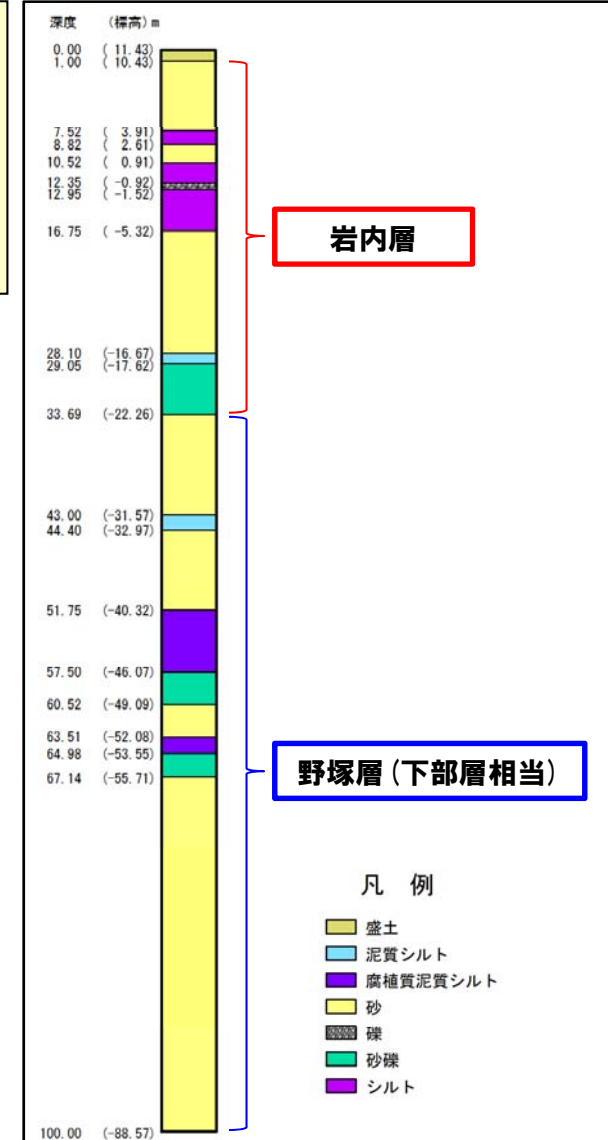 深度 (標高)m
0.00 ( 11.43)
1.00 ( 10.43)
7.52 ( 3.91)
8.82 ( 2.61)
10.52 ( 0.91)
12.35 ( -0.92)
12.95 ( -1.52)
16.75 ( -5.32)
岩内層
28.10 (-16.67)
29.05 (-17.62)
33.69 (-22.26)
43.00 (-31.57)
44.40 (-32.97)
51.75 (-40.32)
57.50 (-46.07)
60.52 (-49.09)
63.51 (-52.08)
64.98 (-53.55)
野塚層(下部層相当)
67.14 (-55.71)
凡 例
盛土
泥質シルト
腐植質泥質シルト
砂
礫
砂礫
シルト
100.00 (-88.57)